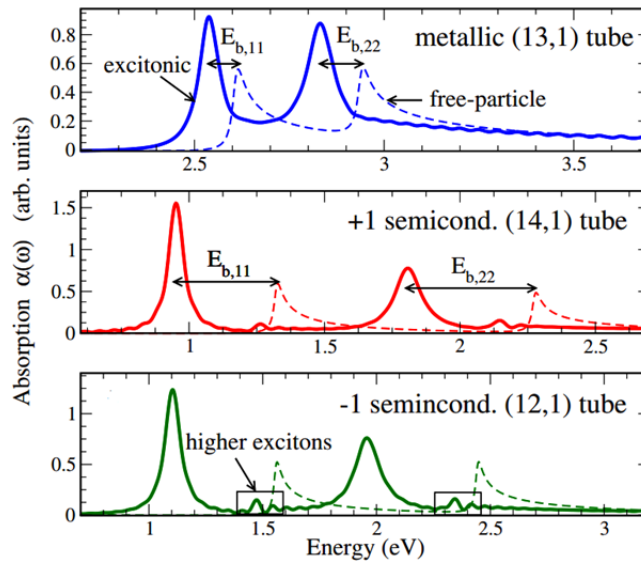 metallic (13,1) tube
excitonic
E_b,11
E_b,22
free-particle
0.8
0.6
0.4
0.2
0
2.5
3
3.5
+1 semicond. (14,1) tube
E_b,11
E_b,22
1.5
1
0.5
0
1
1.5
2
2.5
-1 semincond. (12,1) tube
higher excitons
1
0.5
0
1
1.5
2
2.5
3
Energy (eV)
Absorption α(ω) (arb. units)